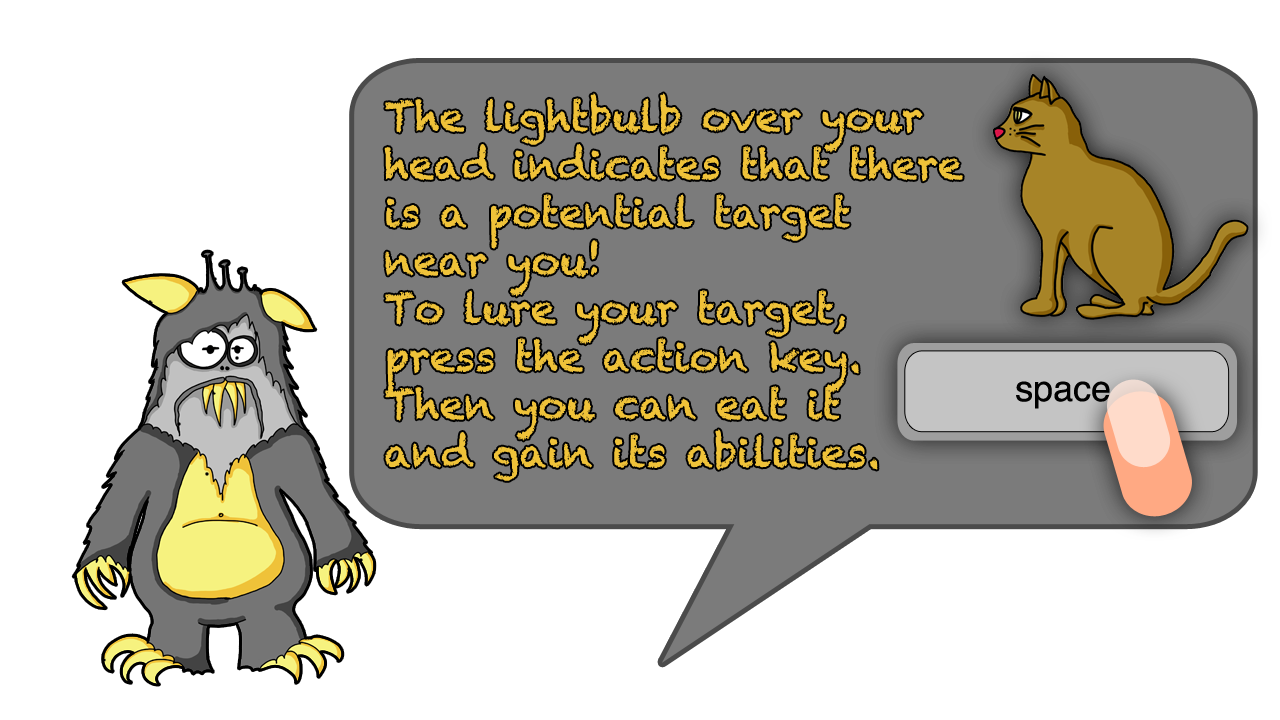 The lightbulb over your
head indicates that there
is a potential target
near you!
To lure your target,
press the action key.
Then you can eat it
and gain its abilities.
space